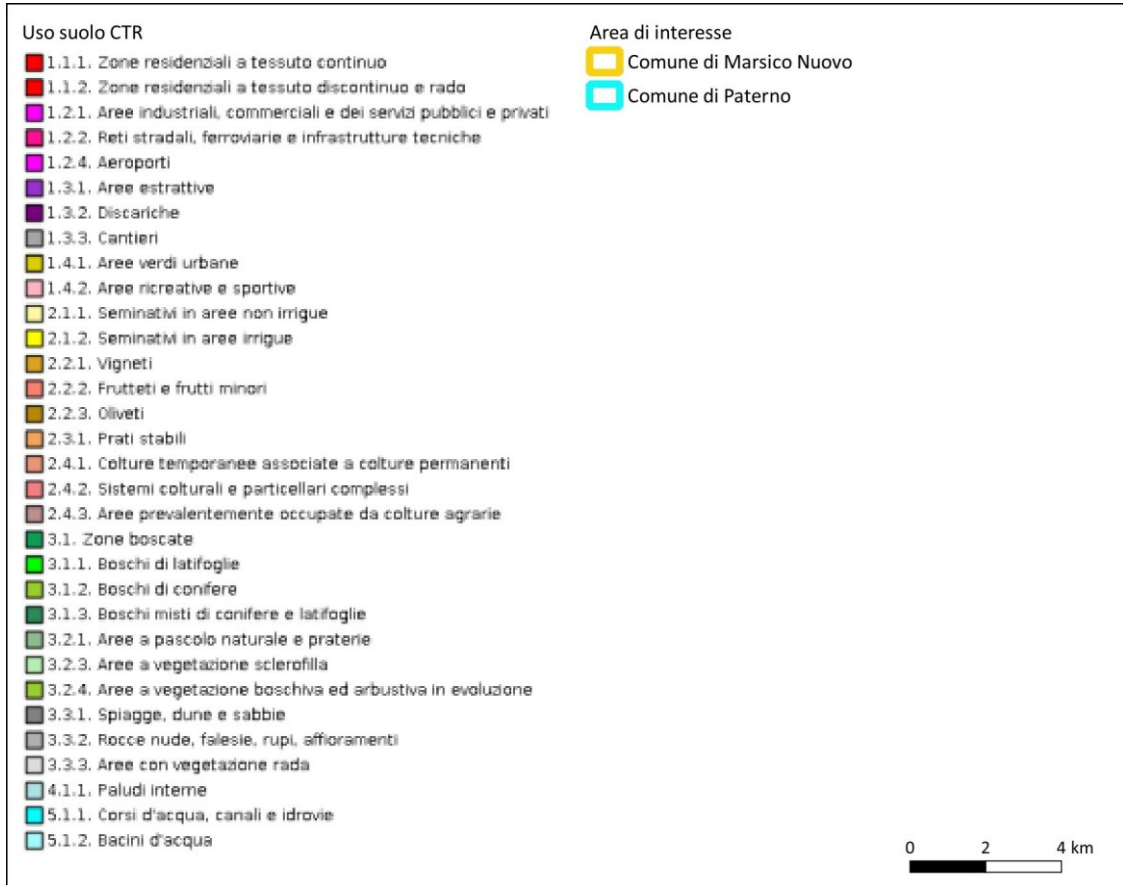 Uso suolo CTR
1.1.1. Zone residenziali a tessuto continuo
1.1.2. Zone residenziali a tessuto discontinuo e rado
1.2.1. Aree industriali, commerciali e dei servizi pubblici e privati
1.2.2. Reti stradali, ferroviarie e infrastrutture tecniche
1.2.4. Aeroporti
1.3.1. Aree estrattive
1.3.2. Discariche
1.3.3. Cantieri
1.4.1. Aree verdi urbane
1.4.2. Aree ricreative e sportive
2.1.1. Seminativi in aree non irrigue
2.1.2. Seminativi in aree irrigue
2.2.1. Vigneti
2.2.2. Frutteti e frutti minori
2.2.3. Oliveti
2.3.1. Prati stabili
2.4.1. Colture temporanee associate a colture permanenti
2.4.2. Sistemi colturali e particellari complessi
2.4.3. Aree prevalentemente occupate da colture agrarie
3.1. Zone boscate
3.1.1. Boschi di latifoglie
3.1.2. Boschi di conifere
3.1.3. Boschi misti di conifere e latifoglie
3.2.1. Aree a pascolo naturale e praterie
3.2.3. Aree a vegetazione sclerofilla
3.2.4. Aree a vegetazione boschiva ed arbustiva in evoluzione
3.3.1. Spiagge, dune e sabbie
3.3.2. Rocce nude, falesie, rupi, affioramenti
3.3.3. Aree con vegetazione rada
4.1.1. Paludi interne
5.1.1. Corsi d'acqua, canali e idrovie
5.1.2. Bacini d'acqua
Area di interesse
Comune di Marsico Nuovo
Comune di Paterno
0 2 4 km